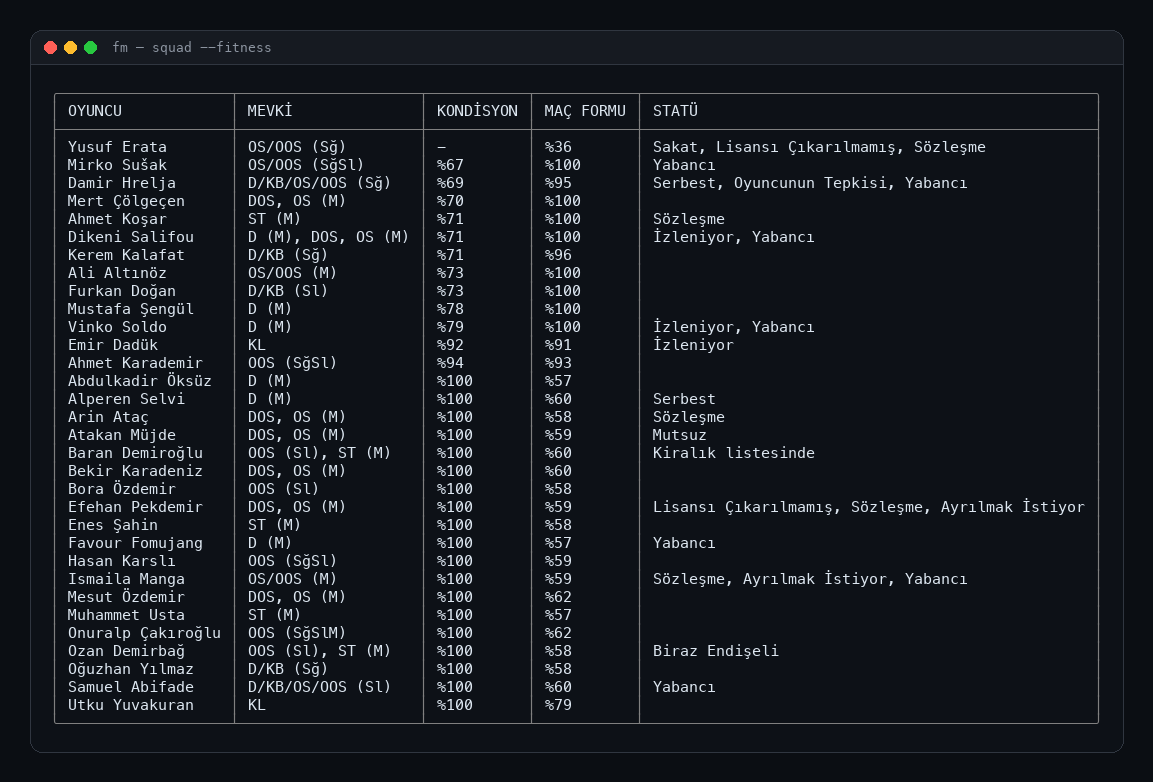 fm — squad --fitness
OYUNCU MEVKİ KONDİSYON MAÇ FORMU STATÜ
Yusuf Erata OS/OOS (Sğ) — %36 Sakat, Lisansı Çıkarılmamış, Sözleşme
Mirko Sušak OS/OOS (SğSl) %67 %100 Yabancı
Damir Hrelja D/KB/OS/OOS (Sğ) %69 %95 Serbest, Oyuncunun Tepkisi, Yabancı
Mert Çölgeçen DOS, OS (M) %70 %100
Ahmet Koşar ST (M) %71 %100 Sözleşme
Dikeni Salifou D (M), DOS, OS (M) %71 %100 İzleniyor, Yabancı
Kerem Kalafat D/KB (Sğ) %71 %96
Ali Altınöz OS/OOS (M) %73 %100
Furkan Doğan D/KB (Sl) %73 %100
Mustafa Şengül D (M) %78 %100
Vinko Soldo D (M) %79 %100 İzleniyor, Yabancı
Emir Dadük KL %92 %91 İzleniyor
Ahmet Karademir OOS (SğSl) %94 %93
Abdulkadir Öksüz D (M) %100 %57
Alperen Selvi D (M) %100 %60 Serbest
Arin Ataç DOS, OS (M) %100 %58 Sözleşme
Atakan Müjde DOS, OS (M) %100 %59 Mutsuz
Baran Demiroğlu OOS (Sl), ST (M) %100 %60 Kiralık listesinde
Bekir Karadeniz DOS, OS (M) %100 %60
Bora Özdemir OOS (Sl) %100 %58
Efehan Pekdemir DOS, OS (M) %100 %59 Lisansı Çıkarılmamış, Sözleşme, Ayrılmak İstiyor
Enes Şahin ST (M) %100 %58
Favour Fomujang D (M) %100 %57 Yabancı
Hasan Karslı OOS (SğSl) %100 %59
Ismaila Manga OS/OOS (M) %100 %59 Sözleşme, Ayrılmak İstiyor, Yabancı
Mesut Özdemir DOS, OS (M) %100 %62
Muhammet Usta ST (M) %100 %57
Onuralp Çakıroğlu OOS (SğSlM) %100 %62
Ozan Demirbağ OOS (Sl), ST (M) %100 %58 Biraz Endişeli
Oğuzhan Yılmaz D/KB (Sğ) %100 %58
Samuel Abifade D/KB/OS/OOS (Sl) %100 %60 Yabancı
Utku Yuvakuran KL %100 %79